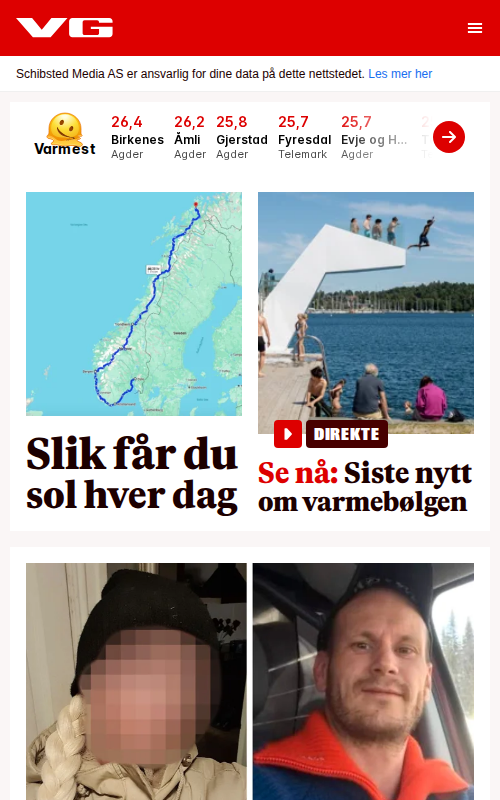 VG
Schibsted Media AS er ansvarlig for dine data på dette nettstedet. Les mer her
Varmest
26,4
Birkenes
Agder
26,2
Åmli
Agder
25,8
Gjerstad
Agder
25,7
Fyresdal
Telemark
25,7
Evje og H...
Agder
Slik får du
sol hver dag
DIREKTE
Se nå: Siste nytt
om varmebølgen